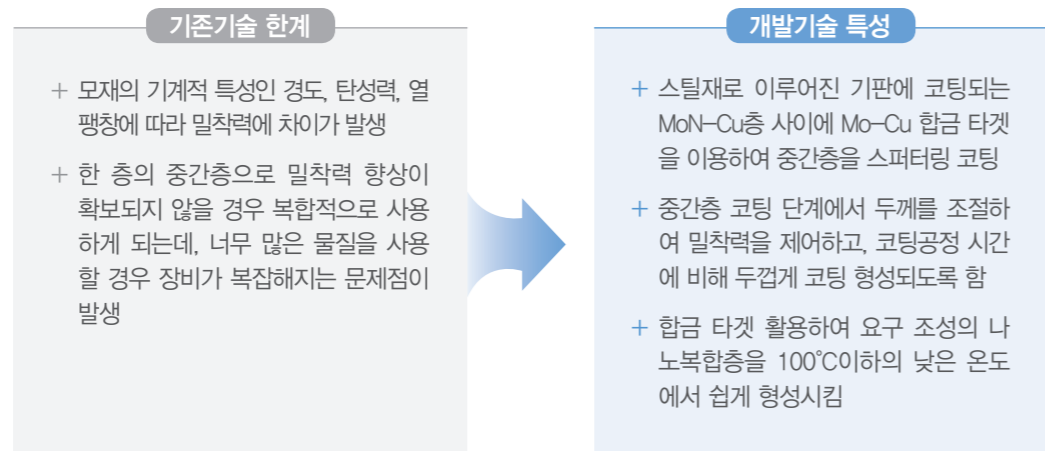 기존기술 한계
+ 모재의 기계적 특성인 경도, 탄성력, 열
팽창에 따라 밀착력에 차이가 발생
+ 한 층의 중간층으로 밀착력 향상이
확보되지 않을 경우 복합적으로 사용
하게 되는데, 너무 많은 물질을 사용
할 경우 장비가 복잡해지는 문제점이
발생
개발기술 특성
+ 스틸재로 이루어진 기판에 코팅되는
MoN-Cu층 사이에 Mo-Cu 합금 타겟
을 이용하여 중간층을 스퍼터링 코팅
+ 중간층 코팅 단계에서 두께를 조절하
여 밀착력을 제어하고, 코팅공정 시간
에 비해 두껍게 코팅 형성되도록 함
+ 합금 타겟 활용하여 요구 조성의 나
노복합층을 100℃이하의 낮은 온도
에서 쉽게 형성시킴